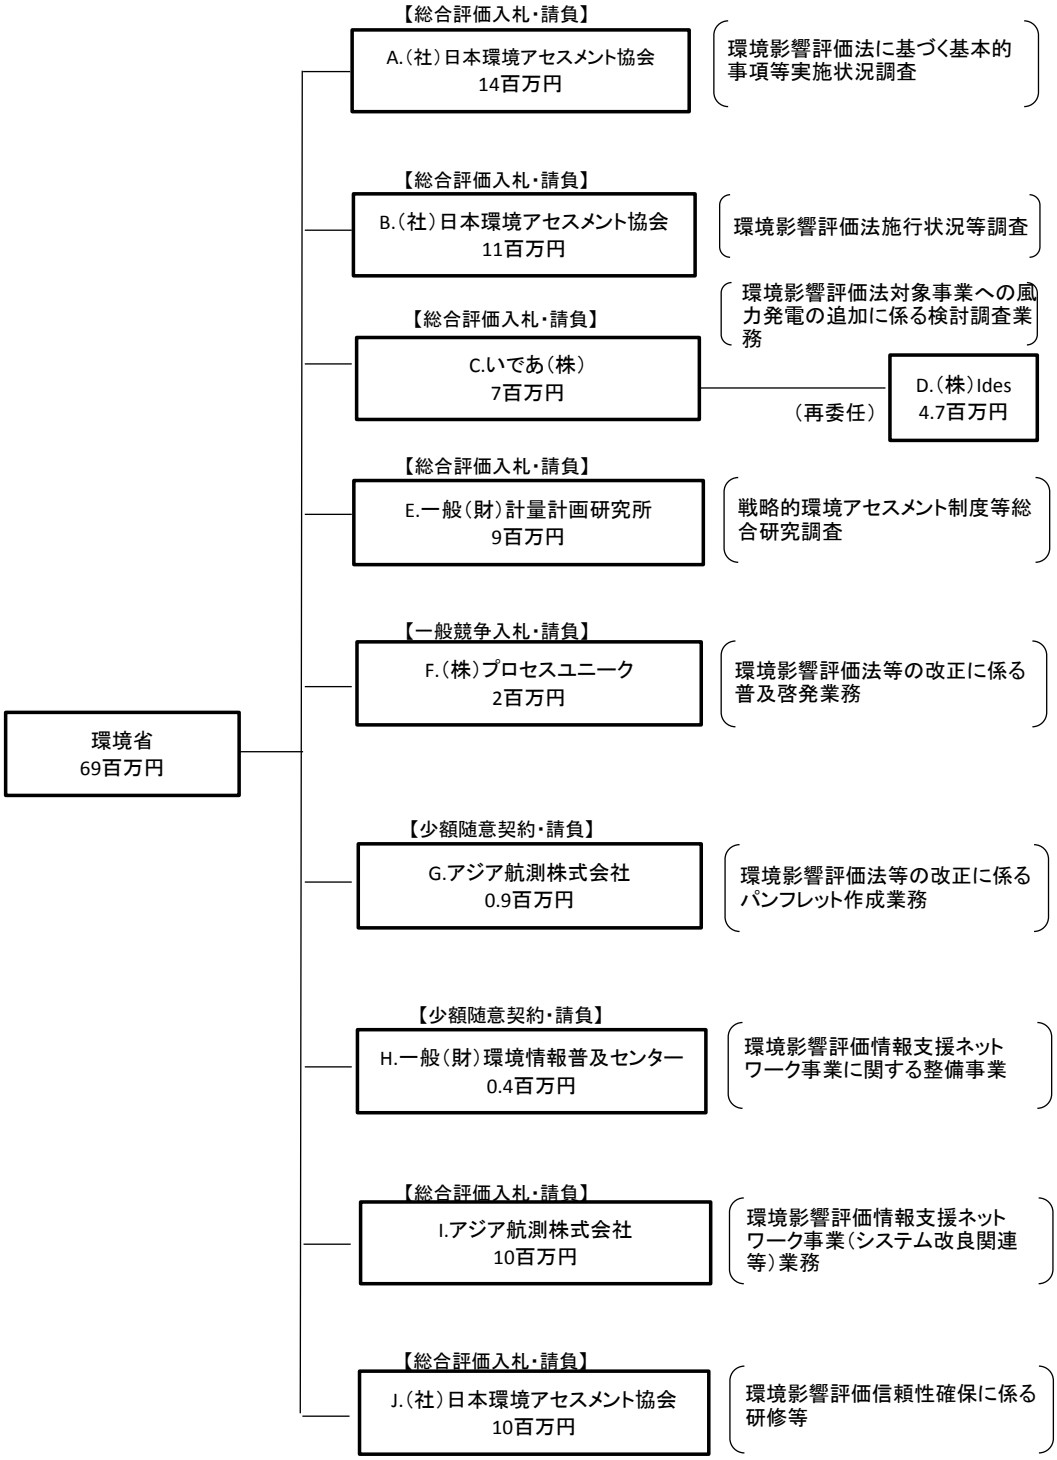 【総合評価入札・請負】
A.（社）日本環境アセスメント協会
14百万円
環境影響評価法に基づく基本的
事項等実施状況調査
【総合評価入札・請負】
B.（社）日本環境アセスメント協会
11百万円
環境影響評価法施行状況等調査
【総合評価入札・請負】
C.いであ（株）
7百万円
環境影響評価法対象事業への風
力発電の追加に係る検討調査業
務
（再委任）
D.（株）Ides
4.7百万円
【総合評価入札・請負】
E.一般（財）計量計画研究所
9百万円
戦略的環境アセスメント制度等総
合研究調査
【一般競争入札・請負】
F.（株）プロセスユニーク
2百万円
環境影響評価法等の改正に係る
普及啓発業務
環境省
69百万円
【少額随意契約・請負】
G.アジア航測株式会社
0.9百万円
環境影響評価法等の改正に係る
パンフレット作成業務
【少額随意契約・請負】
H.一般（財）環境情報普及センター
0.4百万円
環境影響評価情報支援ネット
ワーク事業に関する整備事業
【総合評価入札・請負】
I.アジア航測株式会社
10百万円
環境影響評価情報支援ネット
ワーク事業（システム改良関連
等）業務
【総合評価入札・請負】
J.（社）日本環境アセスメント協会
10百万円
環境影響評価信頼性確保に係る
研修等